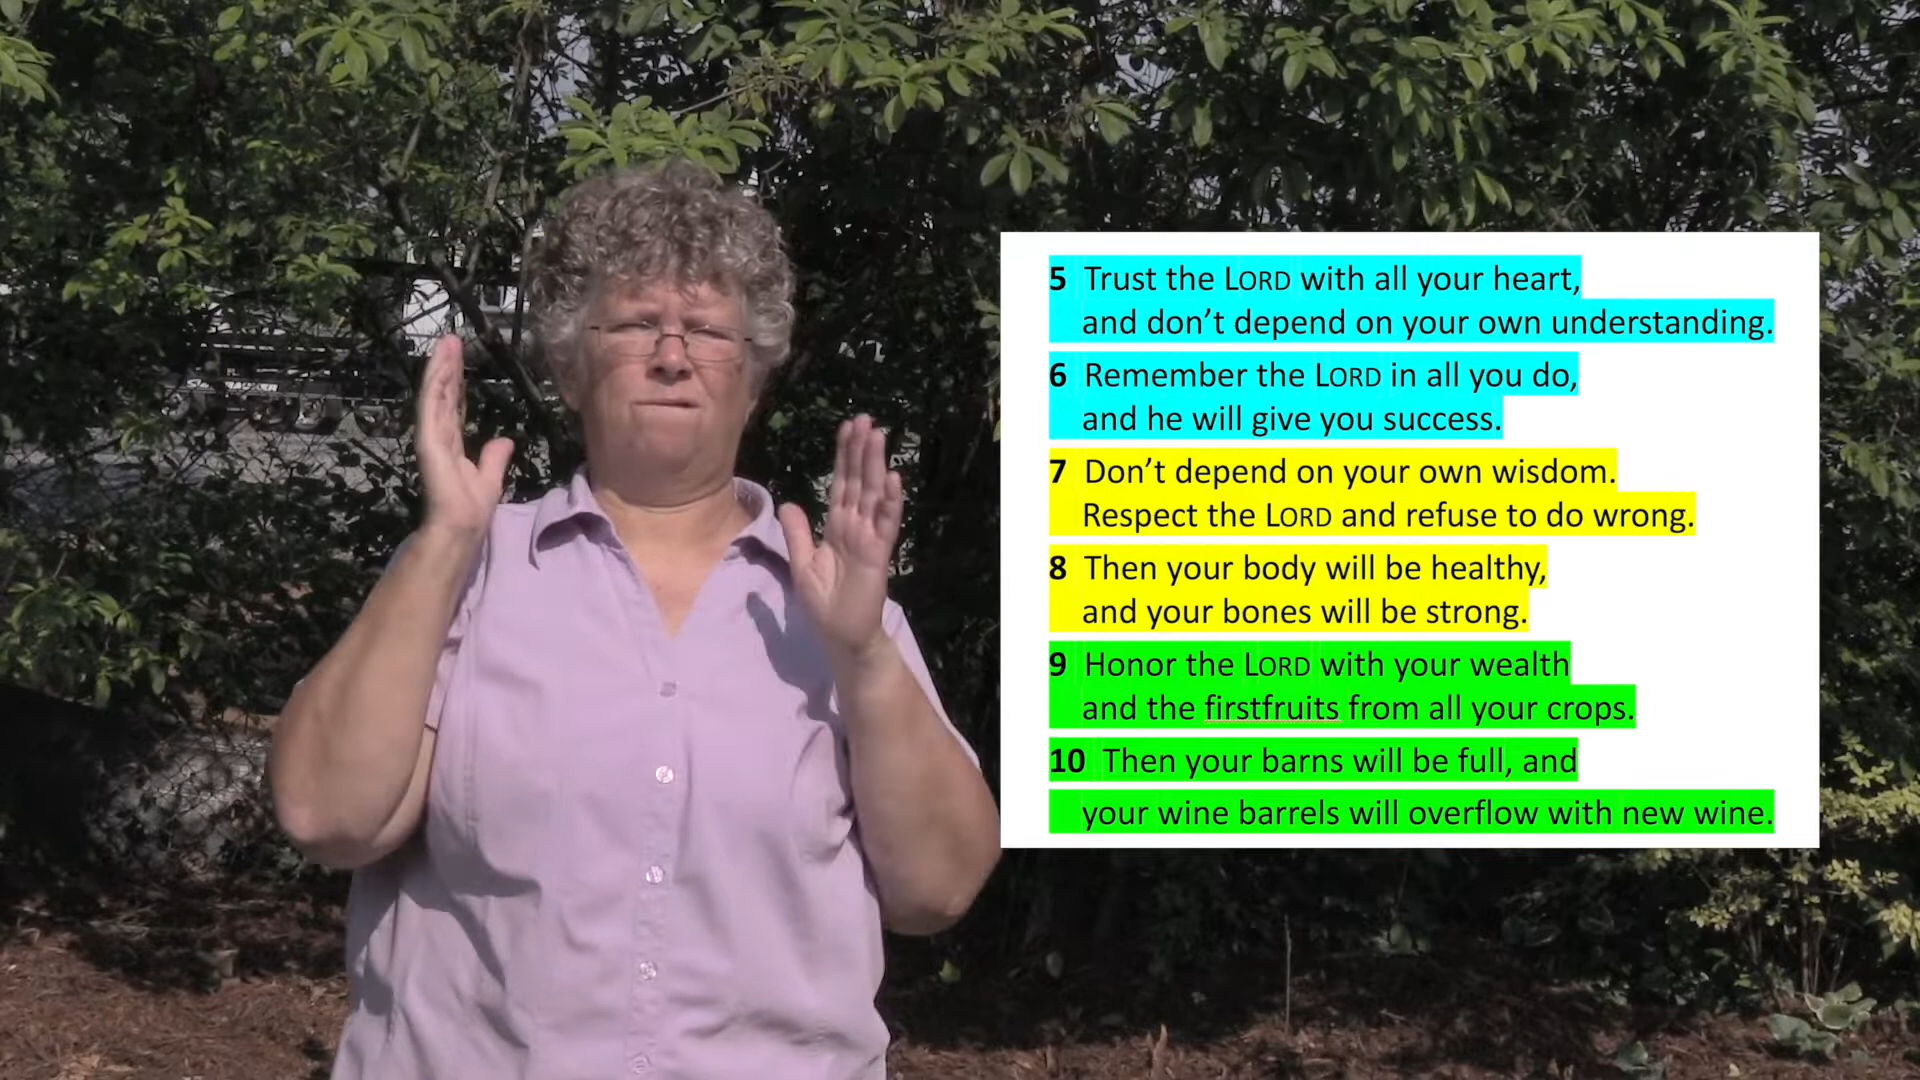 5 Trust the LORD with all your heart,
and don’t depend on your own understanding.
6 Remember the LORD in all you do,
and he will give you success.
7 Don’t depend on your own wisdom.
Respect the LORD and refuse to do wrong.
8 Then your body will be healthy,
and your bones will be strong.
9 Honor the LORD with your wealth
and the firstfruits from all your crops.
10 Then your barns will be full, and
your wine barrels will overflow with new wine.